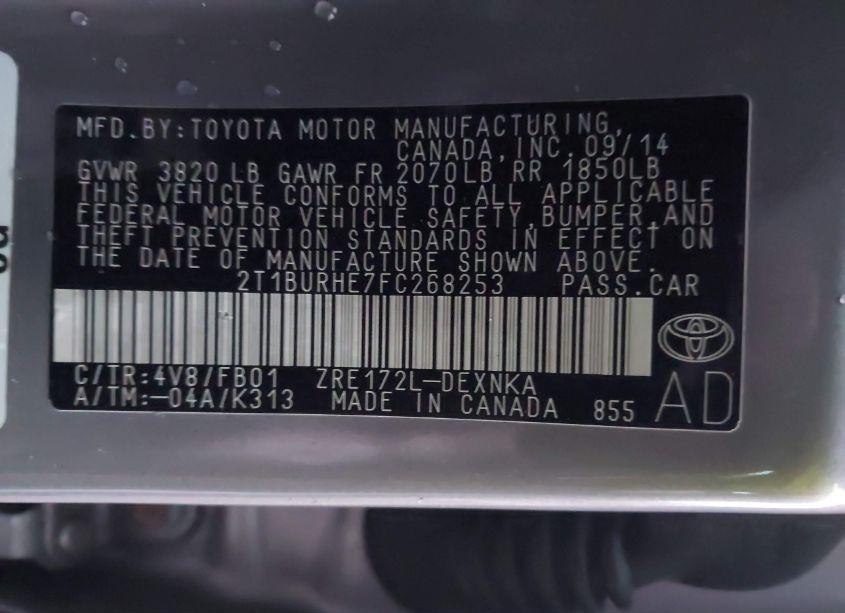 MFD.BY:TOYOTA MOTOR MANUFACTURING,
CANADA,INC.09/14
GVWR 3820 LB GAWR FR 2070LB RR 1850LB
THIS VEHICLE CONFORMS TO ALL APPLICABLE
FEDERAL MOTOR VEHICLE SAFETY,BUMPER,AND
THEFT PREVENTION STANDARDS IN EFFECT ON
THE DATE OF MANUFACTURE SHOWN ABOVE.
2T1BURHE7FC268253 PASS.CAR
C/TR:4V8/FB01 ZRE172L-DEXNKA
A/TM:-04A/K313 MADE IN CANADA 855
AD